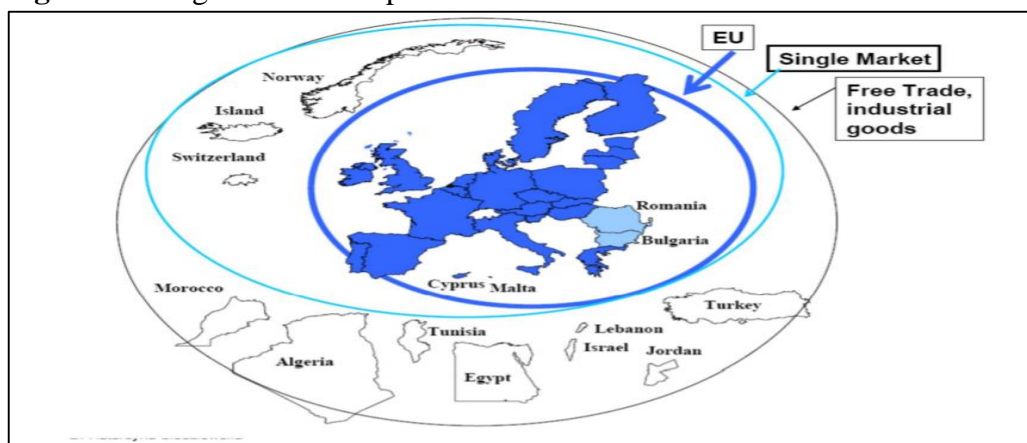 EU
Single Market
Free Trade,
industrial
goods
Norway
Island
Switzerland
Romania
Bulgaria
Cyprus
Malta
Morocco
Algeria
Tunisia
Egypt
Lebanon
Israel
Jordan
Turkey